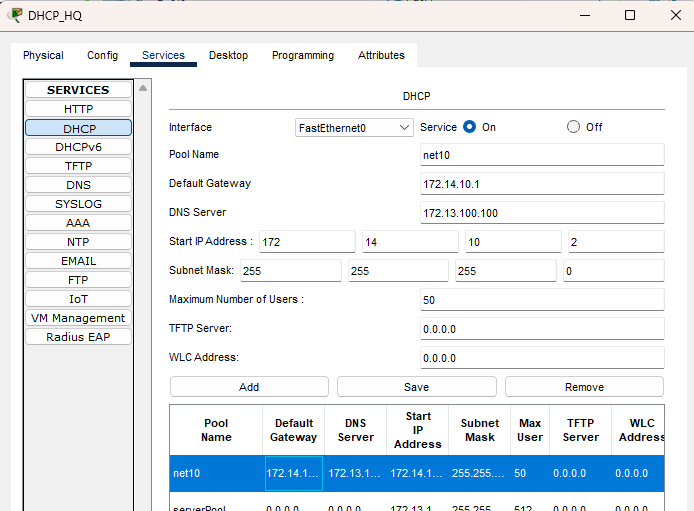 DHCP_HQ
Physical Config Services Desktop Programming Attributes
SERVICES
HTTP
DHCP
DHCPv6
TFTP
DNS
SYSLOG
AAA
NTP
EMAIL
FTP
IoT
VM Management
Radius EAP
DHCP
Interface FastEthernet0 Service On Off
Pool Name net10
Default Gateway 172.14.10.1
DNS Server 172.13.100.100
Start IP Address : 172 14 10 2
Subnet Mask: 255 255 255 0
Maximum Number of Users : 50
TFTP Server: 0.0.0.0
WLC Address: 0.0.0.0
Add Save Remove
Pool Name Default Gateway DNS Server Start IP Address Subnet Mask Max User TFTP Server WLC Address
net10 172.14.1... 172.13.1... 172.14.1... 255.255.... 50 0.0.0.0 0.0.0.0
serverPool 0.0.0.0 0.0.0.0 172.13.1... 255.255.... 512 0.0.0.0 0.0.0.0